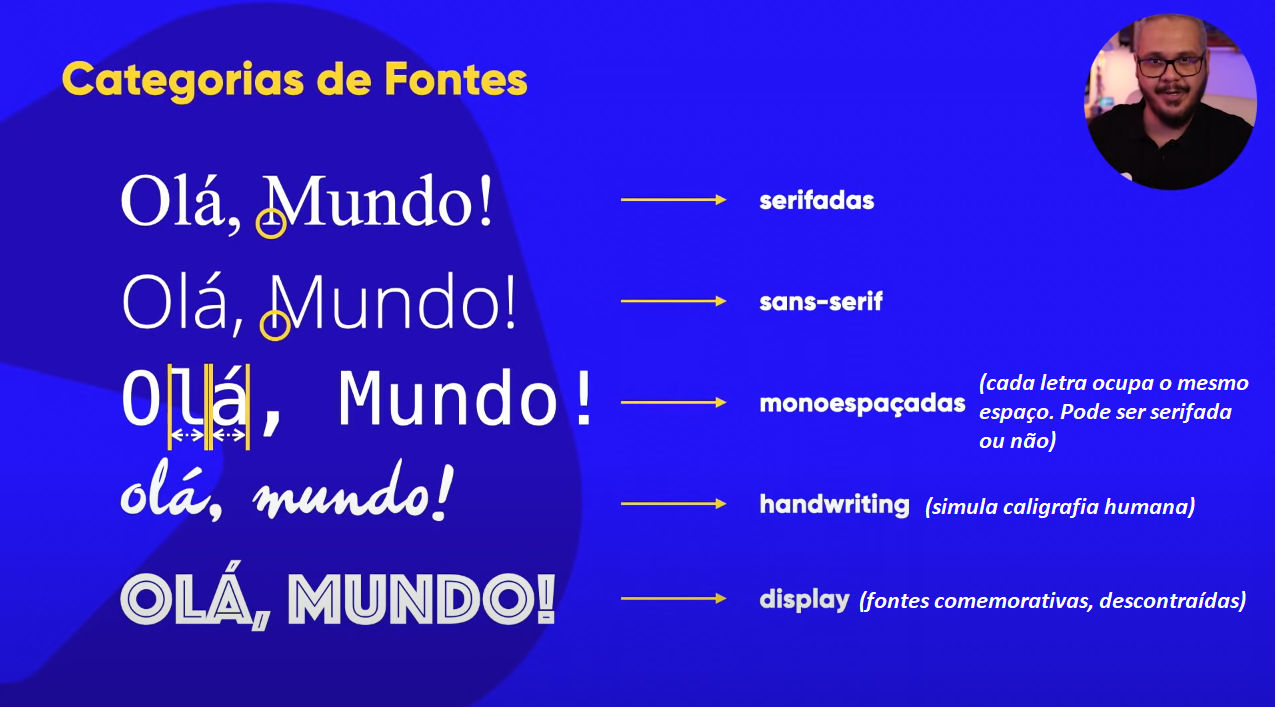 Categorias de Fontes
Olá, Mundo!
serifadas
Olá, Mundo!
sans-serif
Olá, Mundo!
monoespaçadas
(cada letra ocupa o mesmo
espaço. Pode ser serifada
ou não)
olá, mundo!
handwriting (simula caligrafia humana)
OLÁ, MUNDO!
display (fontes comemorativas, descontraídas)